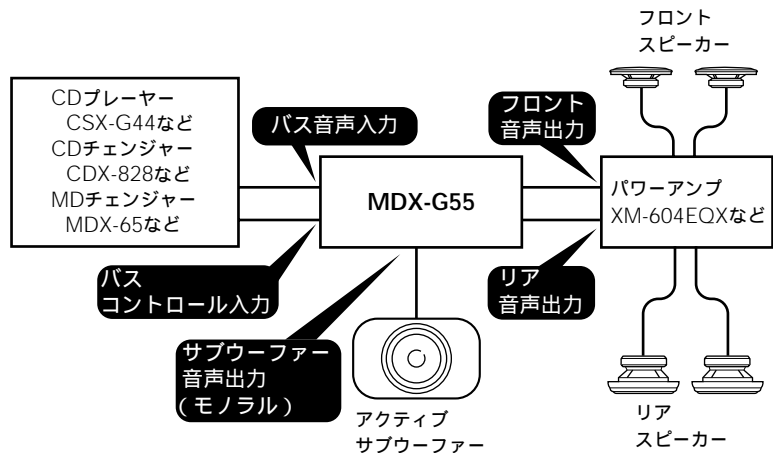 フロント
スピーカー
CDプレーヤー
CSX-G44など
CDチェンジャー
CDX-828など
MDチェンジャー
MDX-65など
バス音声入力
フロント
音声出力
MDX-G55
パワーアンプ
XM-604EQXなど
バス
コントロール入力
リア
音声出力
サブウーファー
音声出力
(モノラル)
アクティブ
サブウーファー
リア
スピーカー